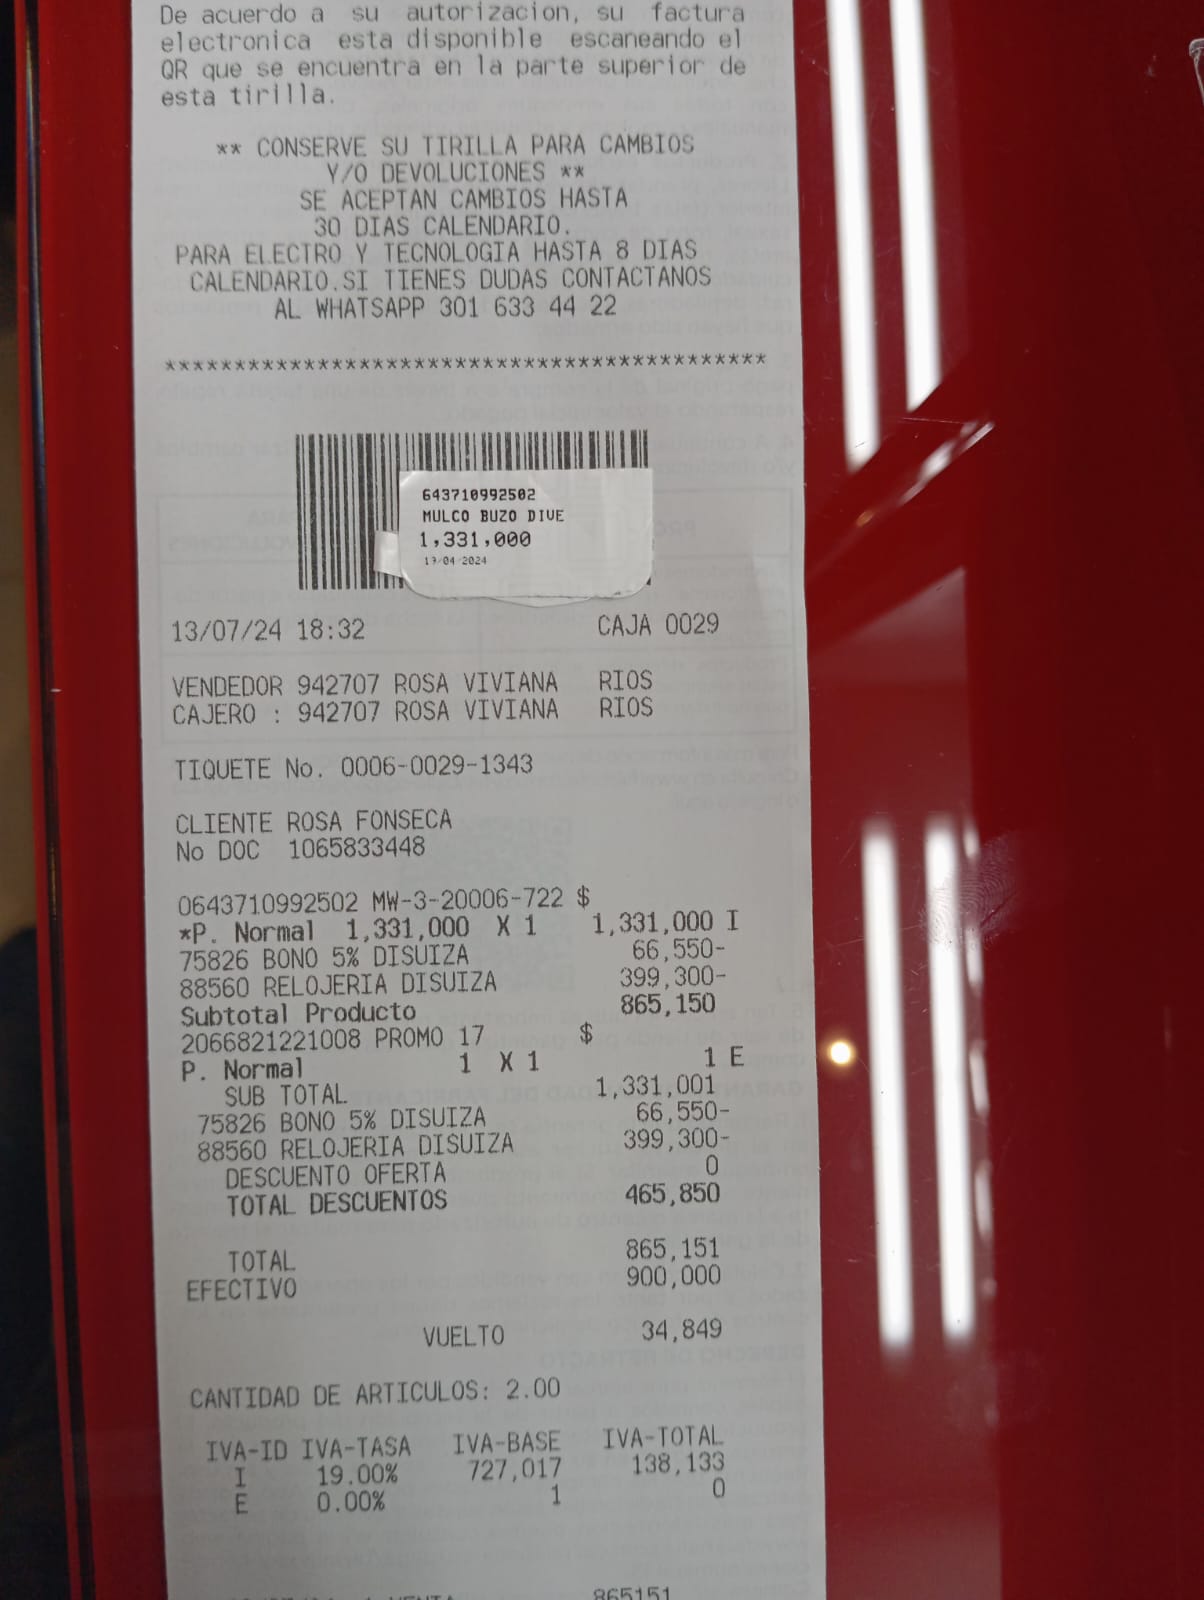 De acuerdo a su autorizacion, su factura
electronica esta disponible escaneando el
QR que se encuentra en la parte superior de
esta tirilla.
** CONSERVE SU TIRILLA PARA CAMBIOS
Y/O DEVOLUCIONES **
SE ACEPTAN CAMBIOS HASTA
30 DIAS CALENDARIO.
PARA ELECTRO Y TECNOLOGIA HASTA 8 DIAS
CALENDARIO.SI TIENES DUDAS CONTACTANOS
AL WHATSAPP 301 633 44 22
********************************************
643710992502
MULCO BUZO DIVE
1,331,000
19-04-2024
13/07/24 18:32 CAJA 0029
VENDEDOR 942707 ROSA VIVIANA RIOS
CAJERO : 942707 ROSA VIVIANA RIOS
TIQUETE No. 0006-0029-1343
CLIENTE ROSA FONSECA
No DOC 1065833448
0643710992502 MW-3-20006-722 $
*P. Normal 1,331,000 X 1 1,331,000 I
75826 BONO 5% DISUIZA 66,550-
88560 RELOJERIA DISUIZA 399,300-
Subtotal Producto 865,150
2066821221008 PROMO 17 $
P. Normal 1 X 1 1 E
SUB TOTAL 1,331,001
75826 BONO 5% DISUIZA 66,550-
88560 RELOJERIA DISUIZA 399,300-
DESCUENTO OFERTA 0
TOTAL DESCUENTOS 465,850
TOTAL 865,151
EFECTIVO 900,000
VUELTO 34,849
CANTIDAD DE ARTICULOS: 2.00
IVA-ID IVA-TASA IVA-BASE IVA-TOTAL
I 19.00% 727,017 138,133
E 0.00% 1 0
VENTA 865151